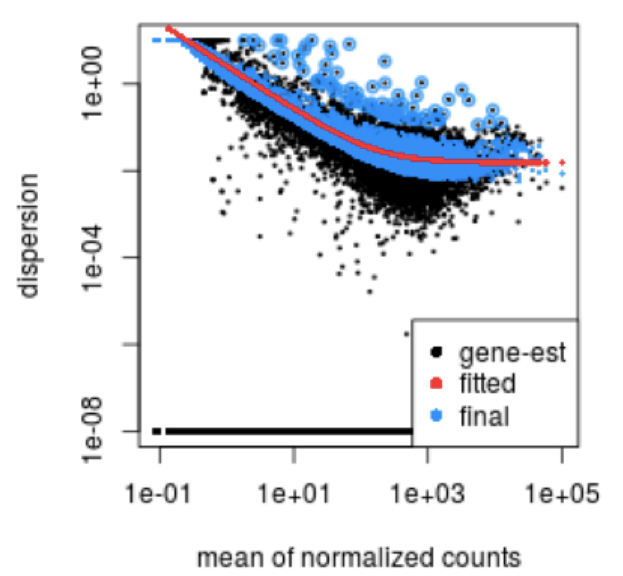 dispersion
1e+00
1e-04
1e-08
gene-est
fitted
final
1e-01 1e+01 1e+03 1e+05
mean of normalized counts